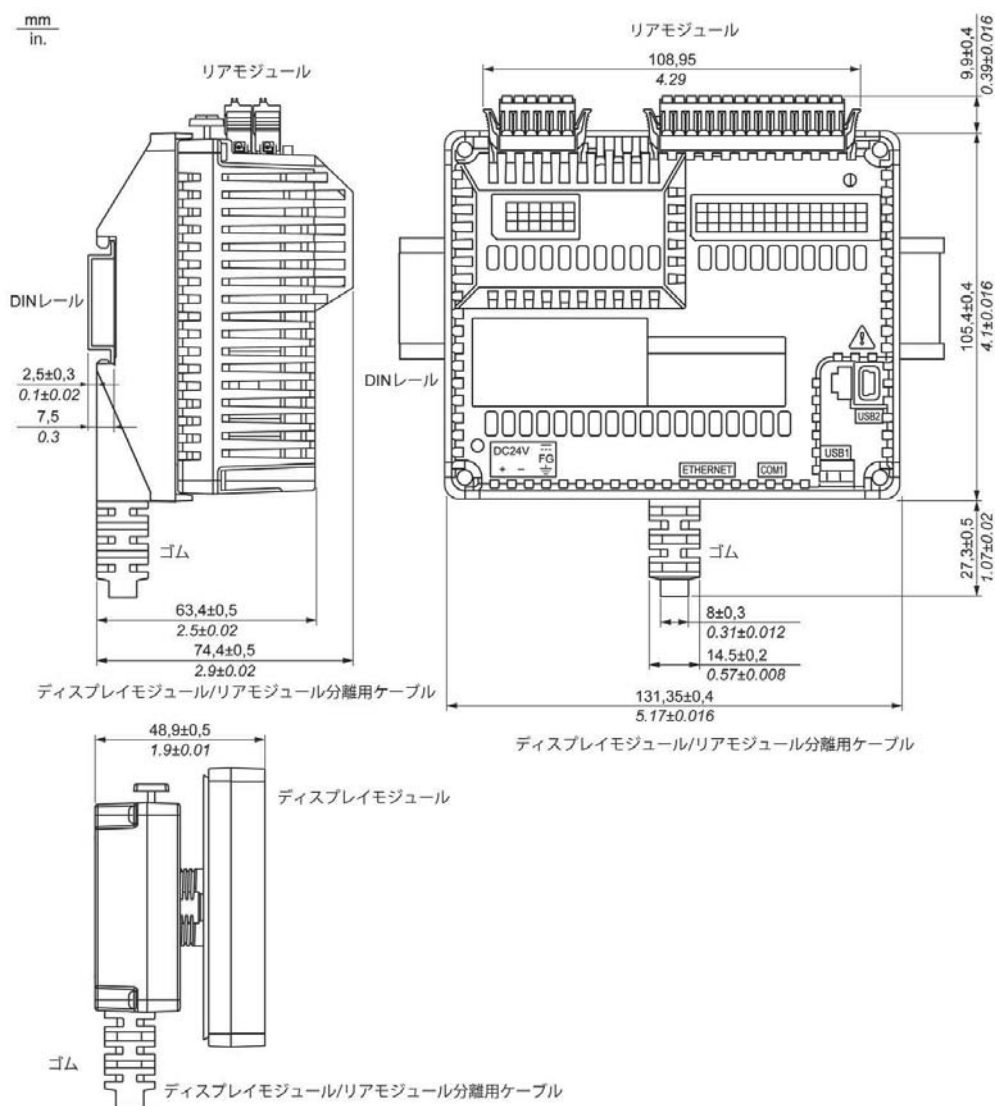 mm
in.
リアモジュール
DINレール
2,5±0,3
0.1±0.02
7,5
0.3
ゴム
63,4±0,5
2.5±0.02
74,4±0,5
2.9±0.02
ディスプレイモジュール/リアモジュール分離用ケーブル
リアモジュール
108,95
4.29
9,9±0,4
0.39±0.016
105,4±0,4
4.1±0.016
DINレール
USB2
USB1
DC24V
FG
+ −
ETHERNET
COM1
ゴム
27,3±0,5
1.07±0.02
8±0,3
0.31±0.012
14.5±0,2
0.57±0.008
131,35±0,4
5.17±0.016
ディスプレイモジュール/リアモジュール分離用ケーブル
48,9±0,5
1.9±0.01
ディスプレイモジュール
ゴム
ディスプレイモジュール/リアモジュール分離用ケーブル